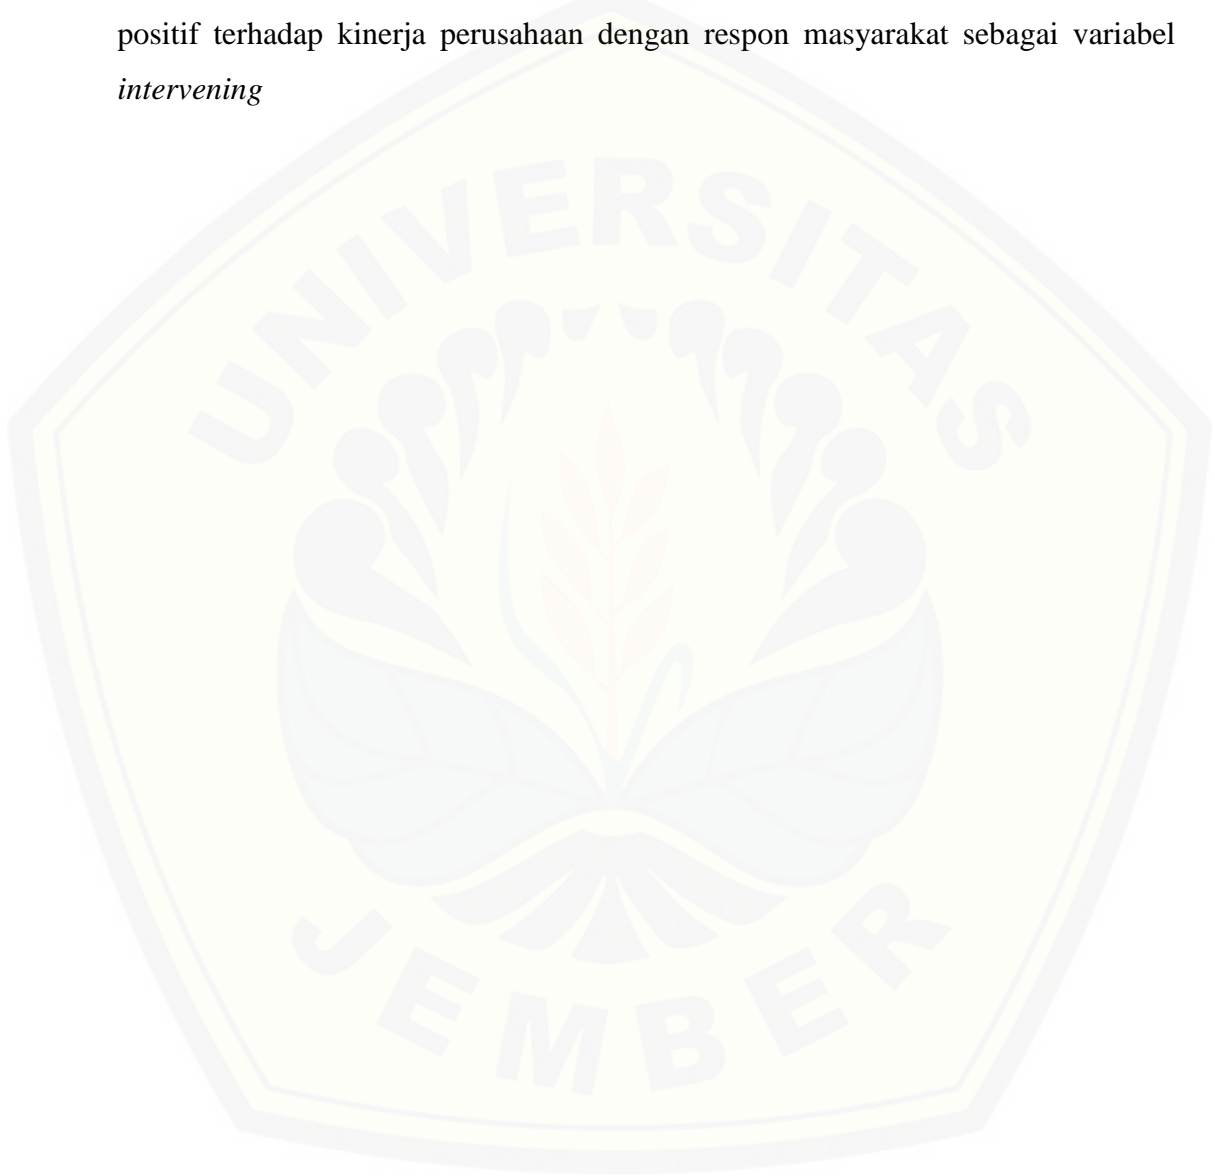 positif terhadap kinerja perusahaan dengan respon masyarakat sebagai variabel
intervening
UNIVERSITAS
JEMBER